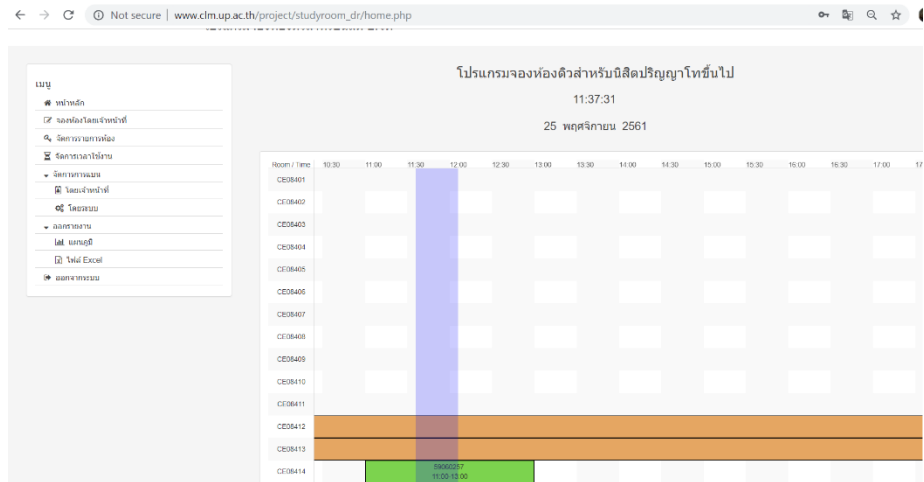 Not secure | www.clm.up.ac.th/project/studyroom_dr/home.php
เมนู
หน้าหลัก
จองห้องโดยเจ้าหน้าที่
จัดการรายการห้อง
จัดการเวลาใช้งาน
จัดการการแบน
โดยเจ้าหน้าที่
โดยระบบ
ออกรายงาน
แผนภูมิ
ไฟล์ Excel
ออกจากระบบ
โปรแกรมจองห้องติวสำหรับนิสิตปริญญาโทขึ้นไป
11:37:31
25 พฤศจิกายน 2561
Room / Time 10:30 11:00 11:30 12:00 12:30 13:00 13:30 14:00 14:30 15:00 15:30 16:00 16:30 17:00 17
CE08401
CE08402
CE08403
CE08404
CE08405
CE08406
CE08407
CE08408
CE08409
CE08410
CE08411
CE08412
CE08413
CE08414
59060257
11:00-13:00